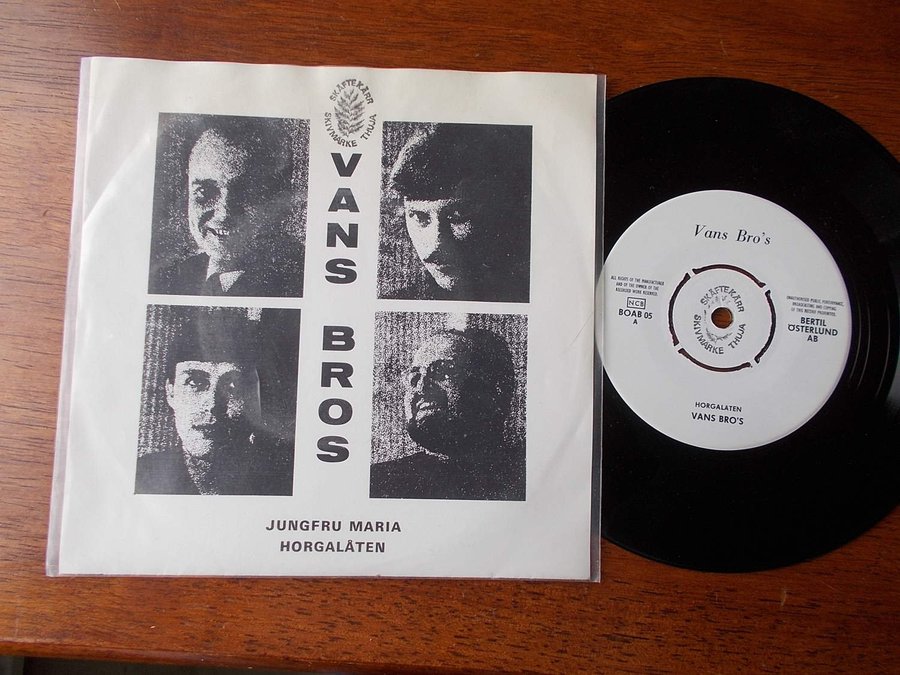 SKÄFTEKÄRR
SKIVMÄRKE THUJA
VANS BROS
JUNGFRU MARIA
HORGALÅTEN
Vans Bro's
ALL RIGHTS OF THE MANUFACTURER
AND OF THE OWNER OF THE
RECORDED WORK RESERVED.
NCB
BOAB 05
A
SKÄFTEKÄRR
SKIVMÄRKE THUJA
UNAUTHORISED PUBLIC PERFORMANCE,
BROADCASTING AND COPYING
OF THIS RECORD PROHIBITED.
BERTIL
ÖSTERLUND
AB
HORGALATEN
VANS BRO'S